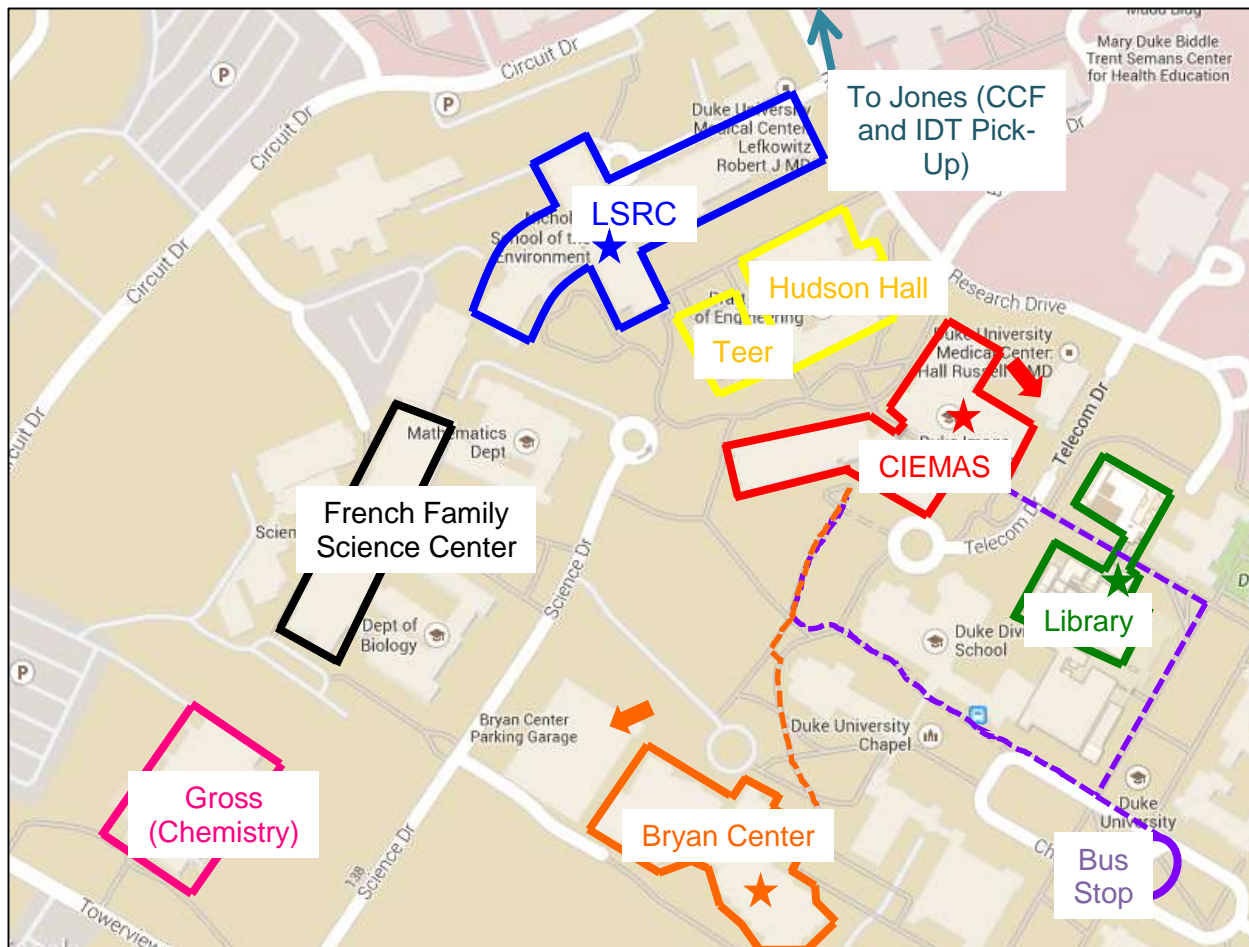 Mary Duke Biddle
Trent Semans Center
for Health Education
P
Circuit Dr
P
To Jones (CCF
and IDT Pick-
Up)
Duke University
Medical Center
Lefkowitz
Robert J MD
Circuit Dr
LSRC
School of the
Environment
Circuit Dr
Hudson Hall
of Engineering
Teer
Research Drive
Duke University
Medical Center:
Hall Russell
MD
Telecom Dr
Circuit Dr
Mathematics
Dept
CIEMAS
French Family
Science Center
Telecom D
Science Dr
Dept of
Biology
Duke Div
School
Library
P
Bryan Center
Parking Garage
Duke University
Chapel
Gross
(Chemistry)
Bryan Center
Duke
University
Bus
Stop
138
Science Dr
Towerview